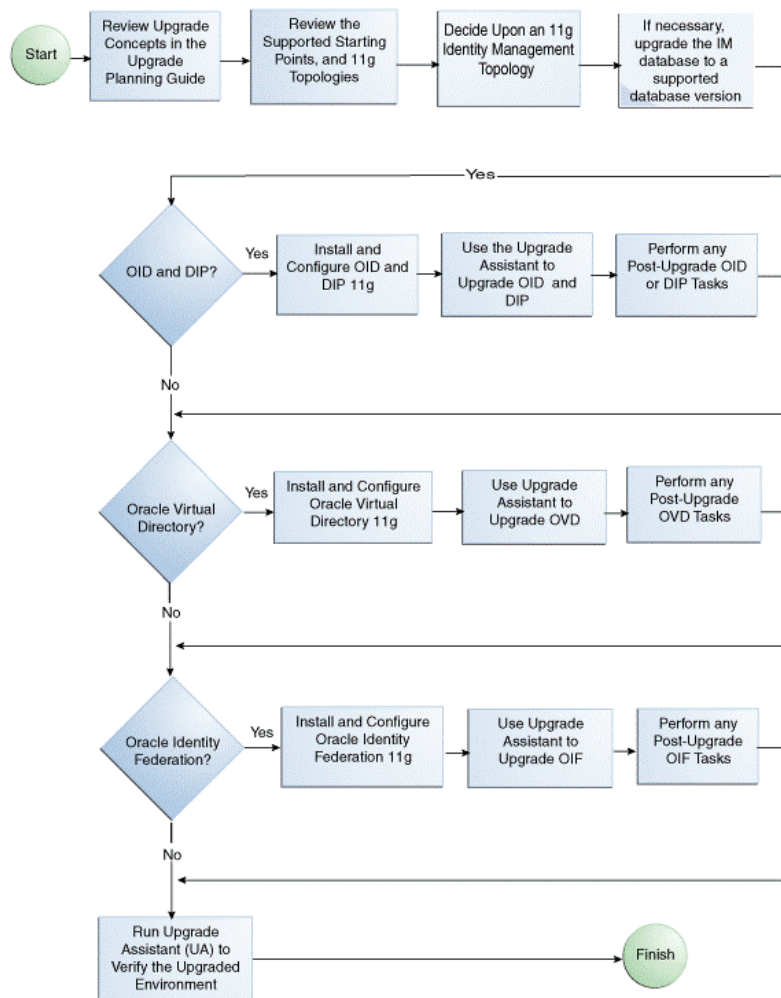 Start
Review Upgrade
Concepts in the
Upgrade
Planning Guide
Review the
Supported Starting
Points, and 11g
Topologies
Decide Upon an 11g
Identity Management
Topology
If necessary,
upgrade the IM
database to a
supported
database version
Yes
OID and DIP?
Yes
Install and
Configure OID and
DIP 11g
Use the Upgrade
Assistant to
Upgrade OID and
DIP
Perform any
Post-Upgrade OID
or DIP Tasks
No
Oracle Virtual
Directory?
Yes
Install and Configure
Oracle Virtual
Directory 11g
Use Upgrade
Assistant to
Upgrade OVD
Perform any
Post-Upgrade
OVD Tasks
No
Oracle Identity
Federation?
Yes
Install and Configure
Oracle Identity
Federation 11g
Use Upgrade
Assistant to
Upgrade OIF
Perform any
Post-Upgrade
OIF Tasks
No
Run Upgrade
Assistant (UA) to
Verify the Upgraded
Environment
Finish